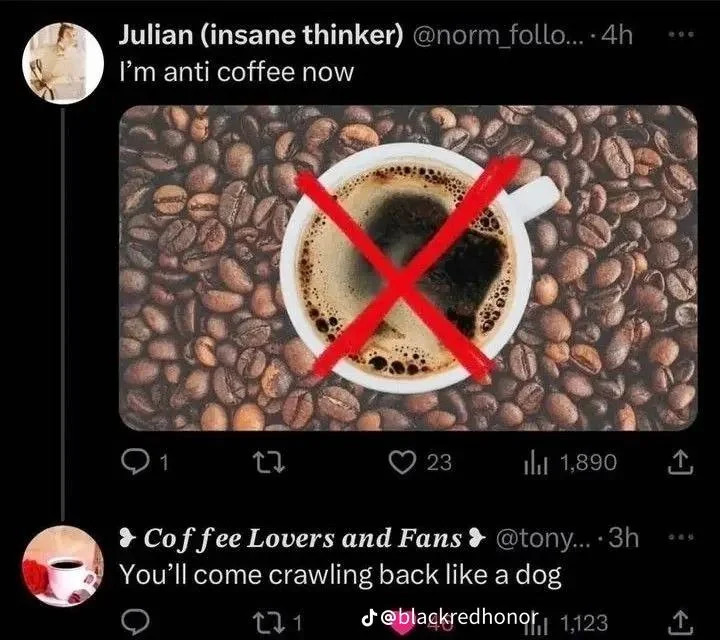 Julian (insane thinker) @norm_follo... · 4h
I'm anti coffee now
1
23
1,890
❥ Coffee Lovers and Fans ❥ @tony... · 3h
You'll come crawling back like a dog
1
46
1,123
@blackredhonor